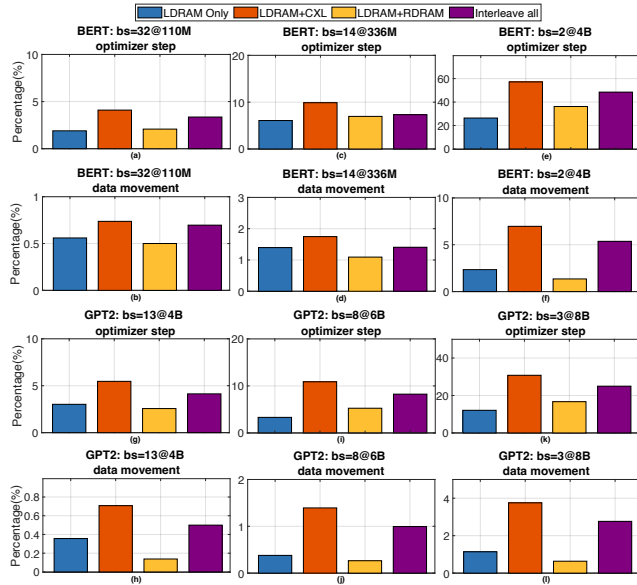 LDRAM Only LDRAM+CXL LDRAM+RDRAM Interleave all
BERT: bs=32@110M
optimizer step
Percentage(%)
10
5
0
(a)
BERT: bs=14@336M
optimizer step
20
10
0
(c)
BERT: bs=2@4B
optimizer step
60
40
20
0
(e)
BERT: bs=32@110M
data movement
Percentage(%)
1
0.5
0
(b)
BERT: bs=14@336M
data movement
3
2
1
0
(d)
BERT: bs=2@4B
data movement
10
5
0
(f)
GPT2: bs=13@4B
optimizer step
Percentage(%)
10
5
0
(g)
GPT2: bs=8@6B
optimizer step
20
10
0
(i)
GPT2: bs=3@8B
optimizer step
40
20
0
(k)
GPT2: bs=13@4B
data movement
Percentage(%)
0.8
0.6
0.4
0.2
0
(h)
GPT2: bs=8@6B
data movement
2
1
0
(j)
GPT2: bs=3@8B
data movement
4
2
0
(l)